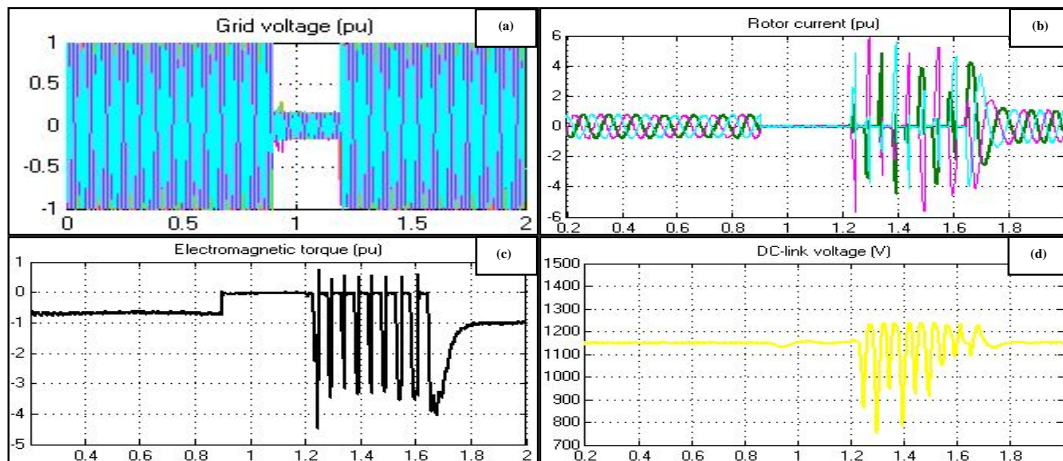 Grid voltage (pu)
(a)
1
0.5
0
-0.5
-1
0 0.5 1 1.5 2
Rotor current (pu)
(b)
6
4
2
0
-2
-4
-6
0.2 0.4 0.6 0.8 1 1.2 1.4 1.6 1.8
Electromagnetic torque (pu)
(c)
1
0
-1
-2
-3
-4
-5
0.4 0.6 0.8 1 1.2 1.4 1.6 1.8 2
DC-link voltage (V)
(d)
1500
1400
1300
1200
1100
1000
900
800
700
0.2 0.4 0.6 0.8 1 1.2 1.4 1.6 1.8